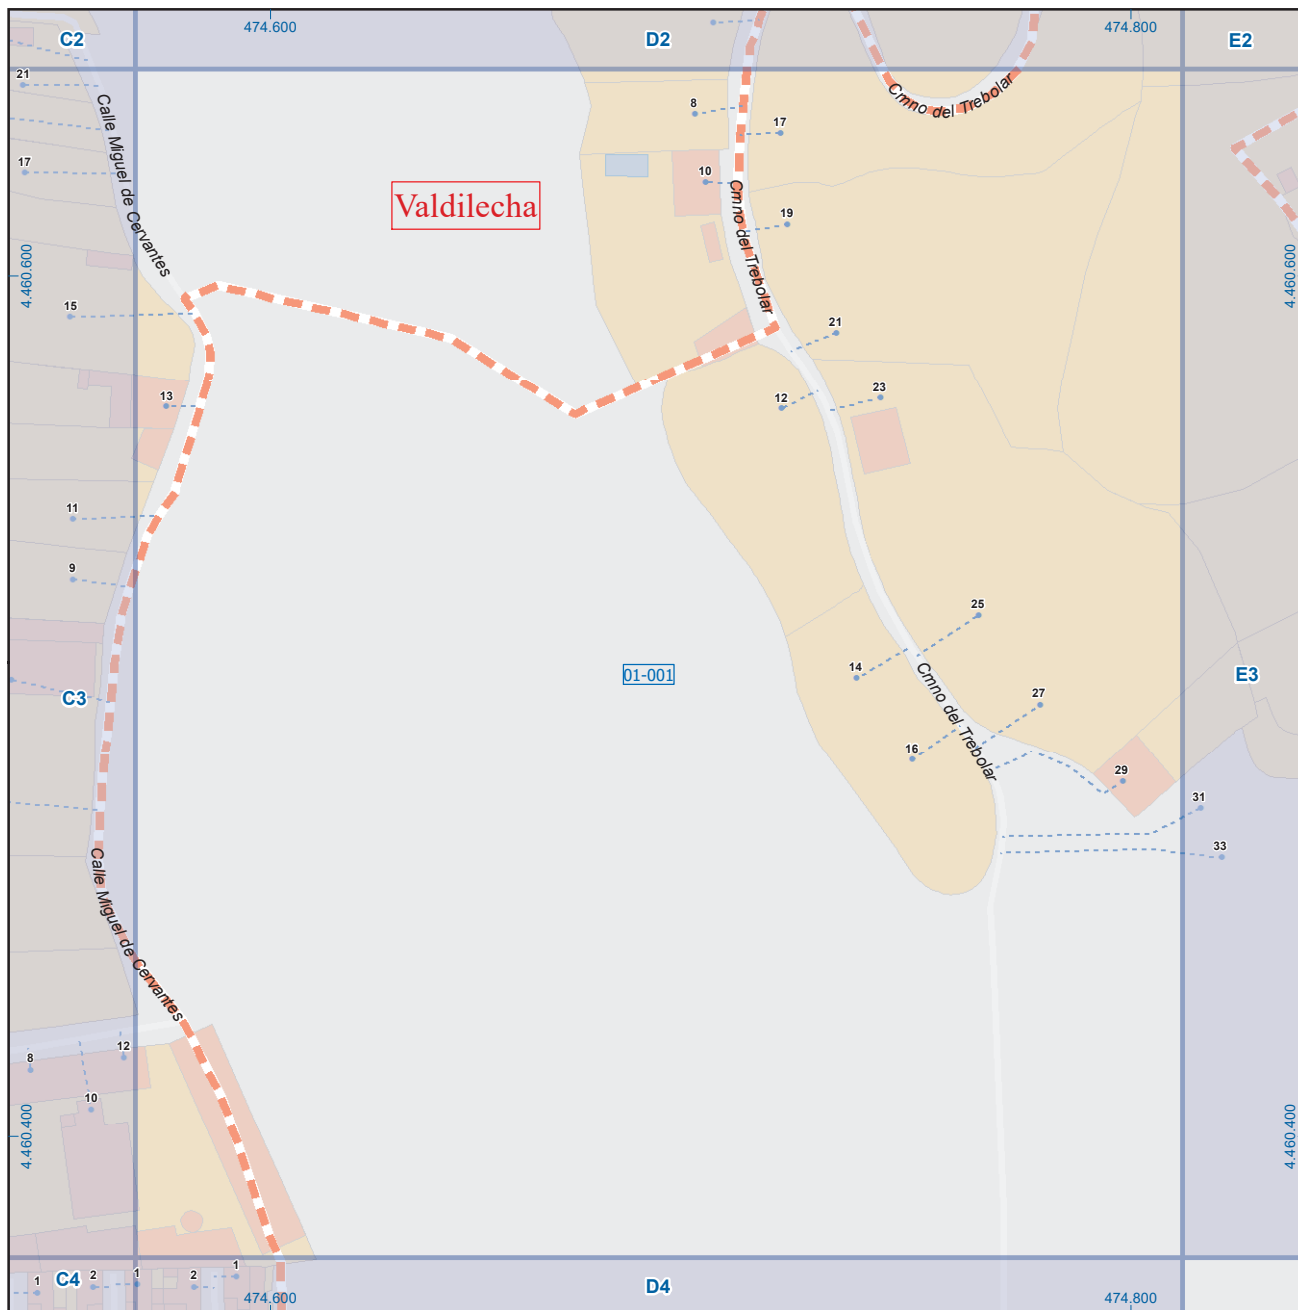 474.600
474.800
C2
D2
E2
21
8
17
Cmno del Trebolar
Calle Miguel de Cervantes
17
10
Valdilecha
19
Cmno del Trebolar
4.460.600
4.460.600
15
21
13
12
23
11
9
25
14
01-001
C3
E3
27
16
Cmno del Trebolar
29
31
33
Calle Miguel de Cervantes
8
12
10
4.460.400
4.460.400
C4
1
2
1
2
1
D4
474.600
474.800